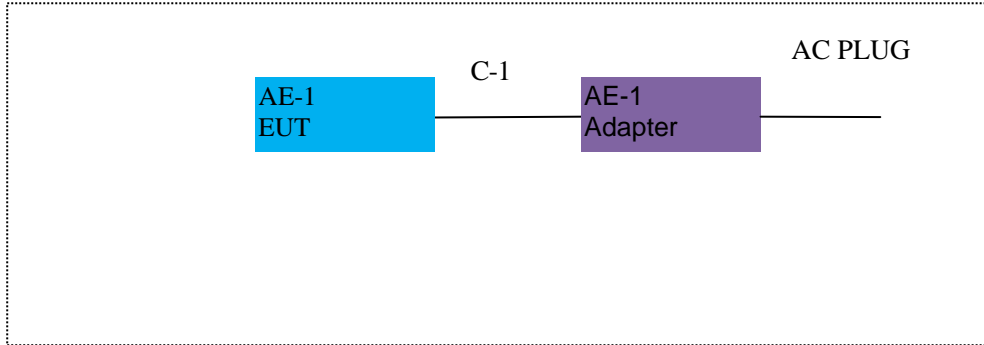 AC PLUG
C-1
AE-1
EUT
AE-1
Adapter